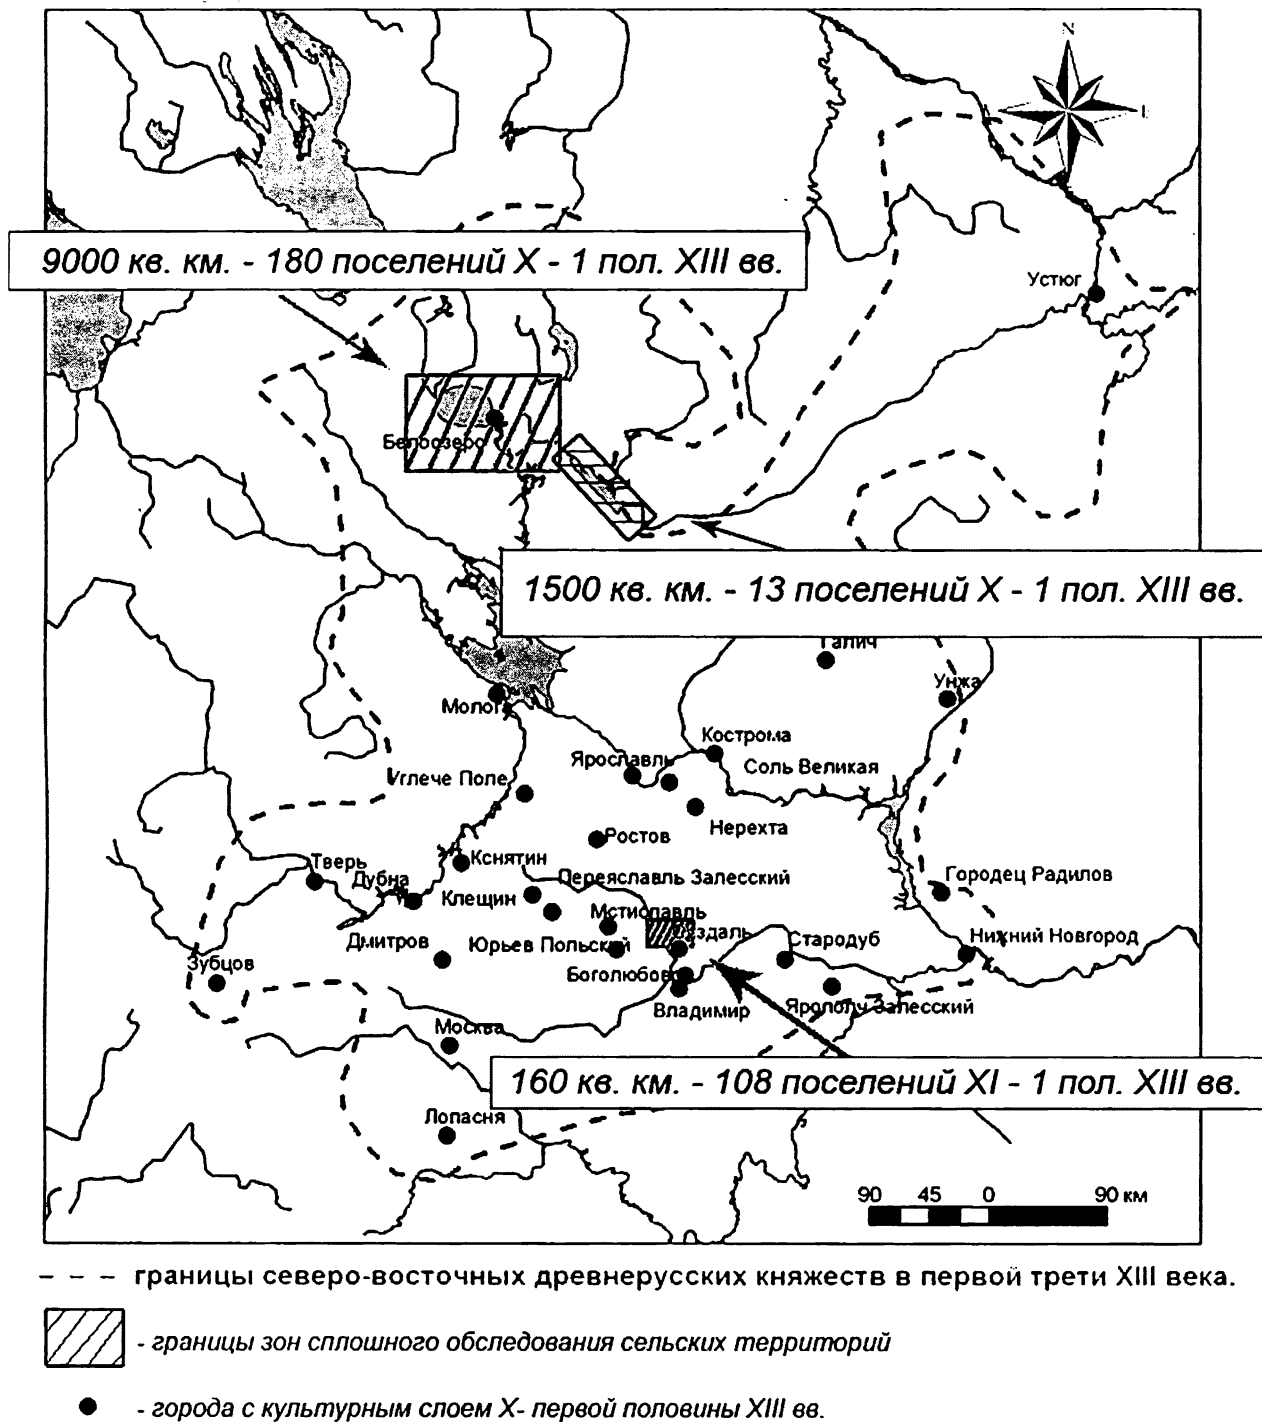 N
9000 кв. км. - 180 поселений X - 1 пол. XIII вв.
Устюг
Белоозеро
1500 кв. км. - 13 поселений X - 1 пол. XIII вв.
Галич
Унжа
Молога
Кострома
Ярославль
Соль Великая
Углече Поле
Нерехта
Ростов
Тверь
Кснятин
Дубна
Переяславль Залесский
Городец Радилов
Клещин
Мстиславль
Суздаль
Дмитров
Юрьев Польский
Стародуб
Нижний Новгород
Зубцов
Боголюбово
Ярополч Залесский
Владимир
Москва
160 кв. км. - 108 поселений XI - 1 пол. XIII вв.
Лопасня
90 45 0 90 км
границы северо-восточных древнерусских княжеств в первой трети XIII века.
- границы зон сплошного обследования сельских территорий
- города с культурным слоем X- первой половины XIII вв.